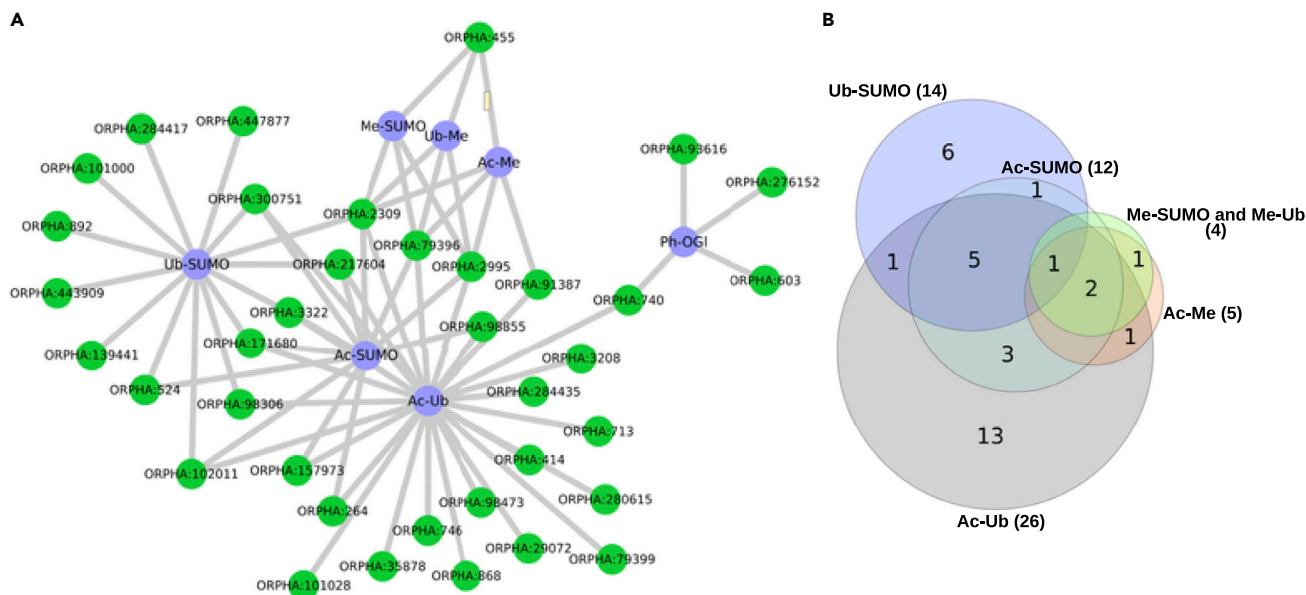 A
B
ORPHA:455
Ub-SUMO (14)
ORPHA:284417
ORPHA:447877
Me-SUMO
Ub-Me
Ac-Me
ORPHA:93616
6
Ac-SUMO (12)
1
ORPHA:101000
ORPHA:276152
ORPHA:300751
ORPHA:2309
Me-SUMO and Me-Ub
(4)
ORPHA:892
ORPHA:79396
Ph-OGl
Ub-SUMO
ORPHA:217604
ORPHA:2995
1
5
1
1
ORPHA:443909
ORPHA:91387
ORPHA:740
ORPHA:603
2
ORPHA:3322
ORPHA:98855
Ac-Me (5)
ORPHA:171680
1
ORPHA:139441
Ac-SUMO
ORPHA:3208
3
ORPHA:524
ORPHA:284435
ORPHA:98306
Ac-Ub
ORPHA:713
13
ORPHA:102011
ORPHA:157973
ORPHA:414
ORPHA:280615
ORPHA:264
ORPHA:98473
Ac-Ub (26)
ORPHA:746
ORPHA:29072
ORPHA:79399
ORPHA:35878
ORPHA:868
ORPHA:101028